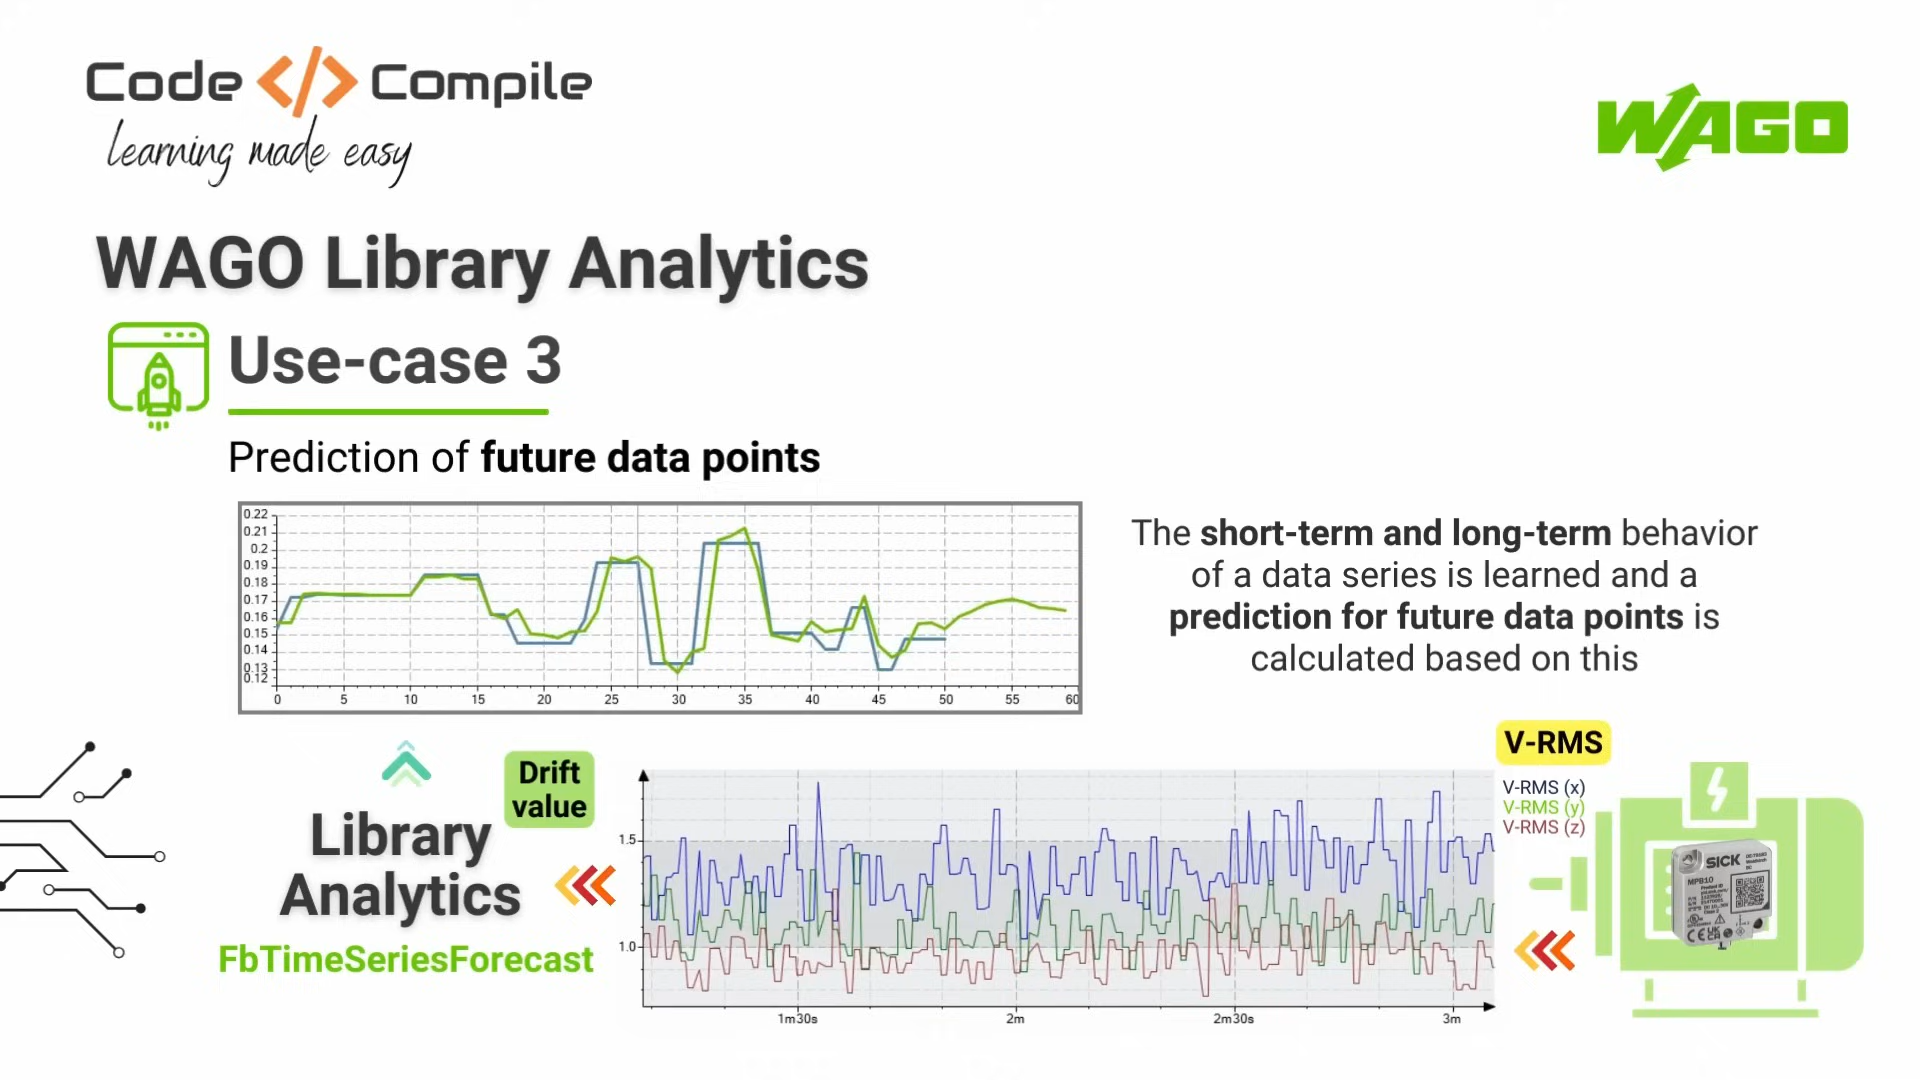 Code </> Compile
learning made easy
WAGO
WAGO Library Analytics
Use-case 3
Prediction of future data points
0.22
0.21
0.2
0.19
0.18
0.17
0.16
0.15
0.14
0.13
0.12
0 5 10 15 20 25 30 35 40 45 50 55 60
The short-term and long-term behavior
of a data series is learned and a
prediction for future data points is
calculated based on this
Drift
value
Library
Analytics
FbTimeSeriesForecast
1.5
1.0
1m30s 2m 2m30s 3m
V-RMS
V-RMS (x)
V-RMS (y)
V-RMS (z)
SICK
MPB10